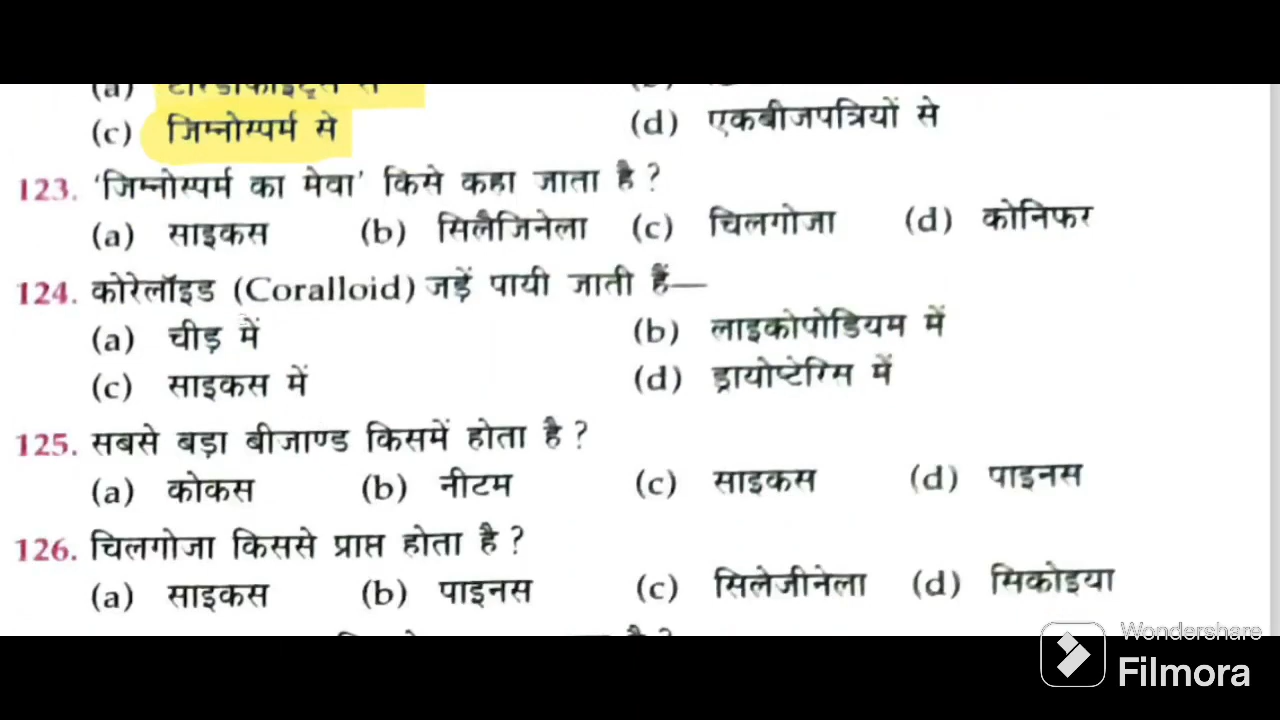 (a)
(c) जिम्नोस्पर्म से (d) एकबीजपत्रियों से
123. 'जिम्नोस्पर्म का मेवा' किसे कहा जाता है ?
(a) साइकस (b) सिलैजिनेला (c) चिलगोजा (d) कोनिफर
124. कोरेलॉइड (Coralloid) जड़ें पायी जाती हैं—
(a) चीड़ में (b) लाइकोपोडियम में
(c) साइकस में (d) ड्रायोप्टेरिस में
125. सबसे बड़ा बीजाण्ड किसमें होता है ?
(a) कोकस (b) नीटम (c) साइकस (d) पाइनस
126. चिलगोजा किससे प्राप्त होता है ?
(a) साइकस (b) पाइनस (c) सिलेजीनेला (d) सिकोइया
Wondershare
Filmora